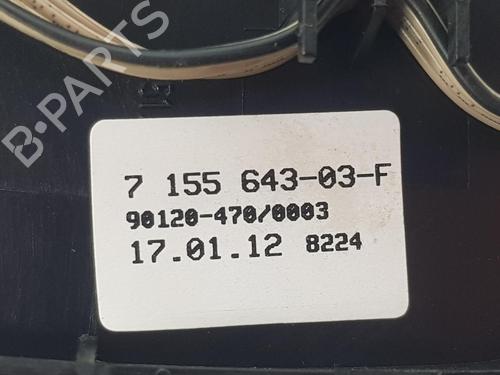 B-PARTS
7 155 643-03-F
90120-470/0003
17.01.12 8224